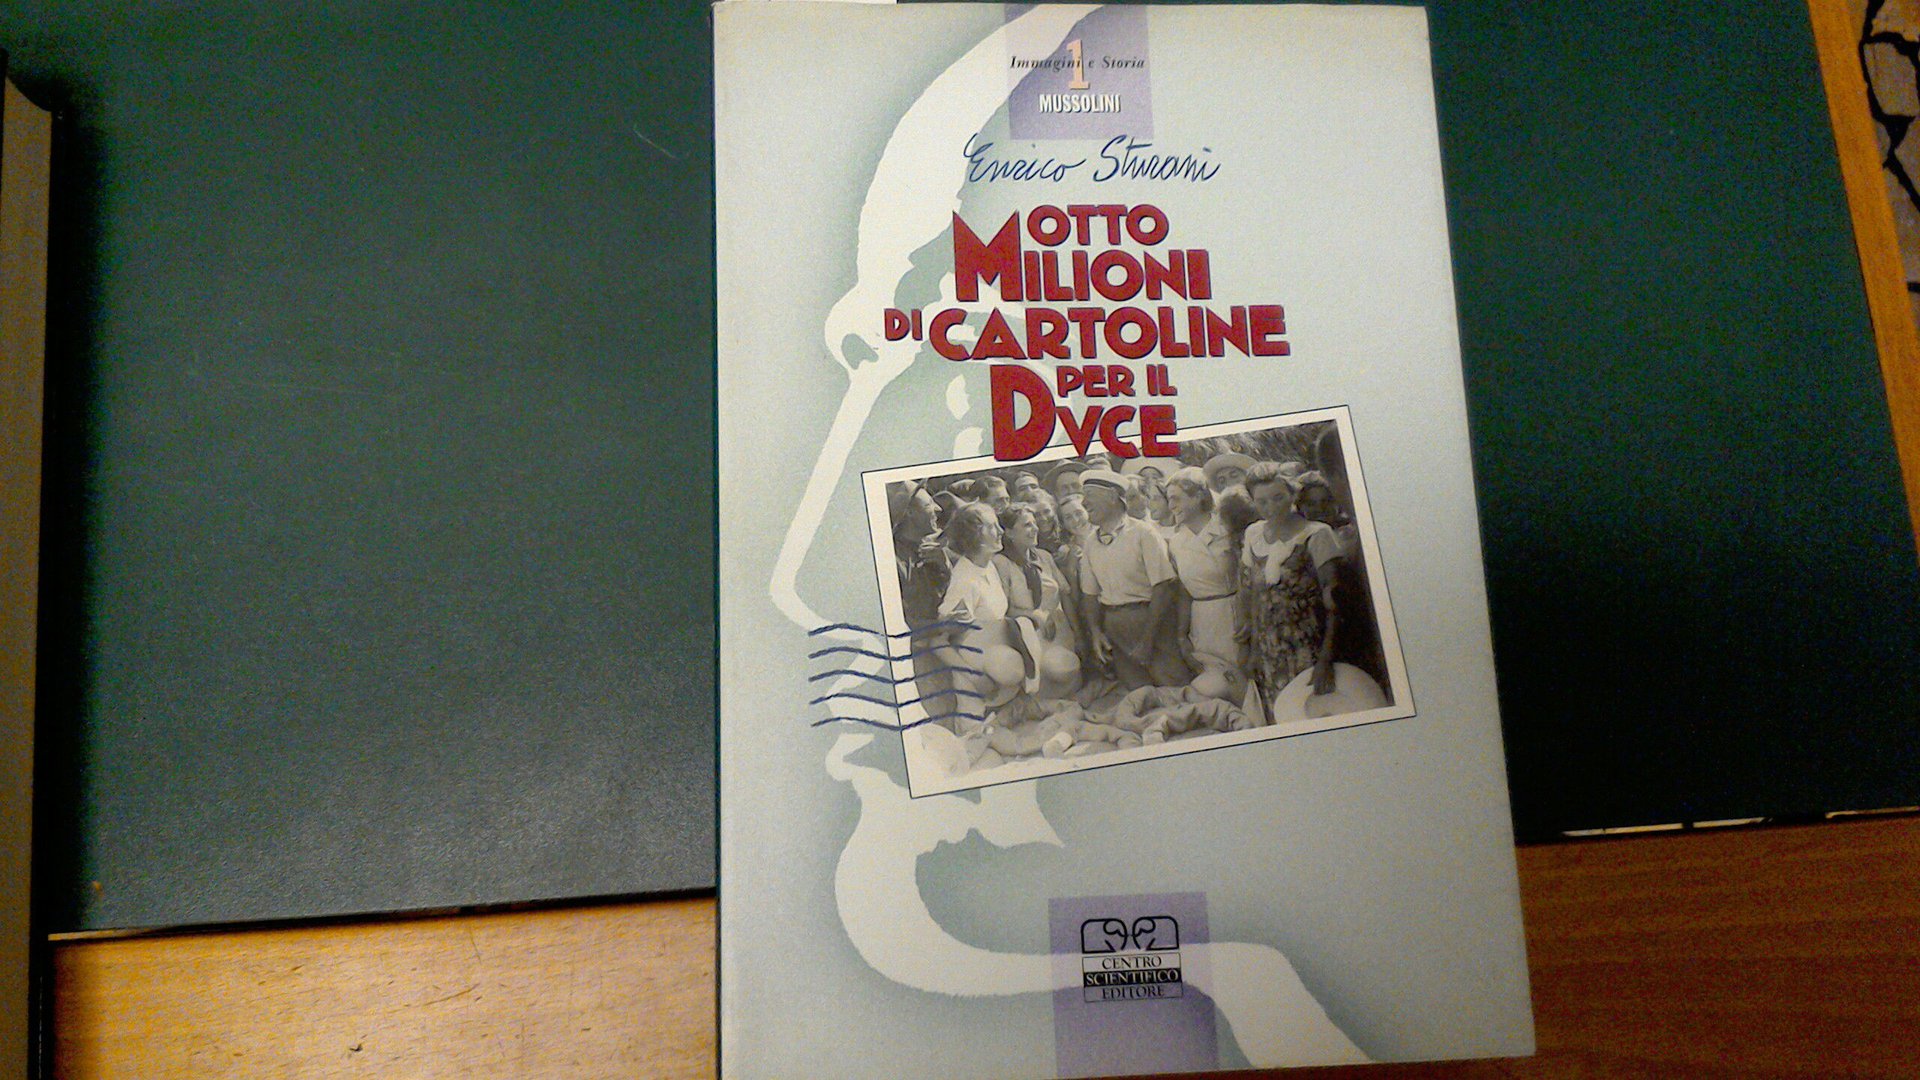 Immagini e Storia
1
MUSSOLINI
Enrico Sturani
OTTO
MILIONI
DI CARTOLINE
PER IL
DVCE
CENTRO
SCIENTIFICO
EDITORE